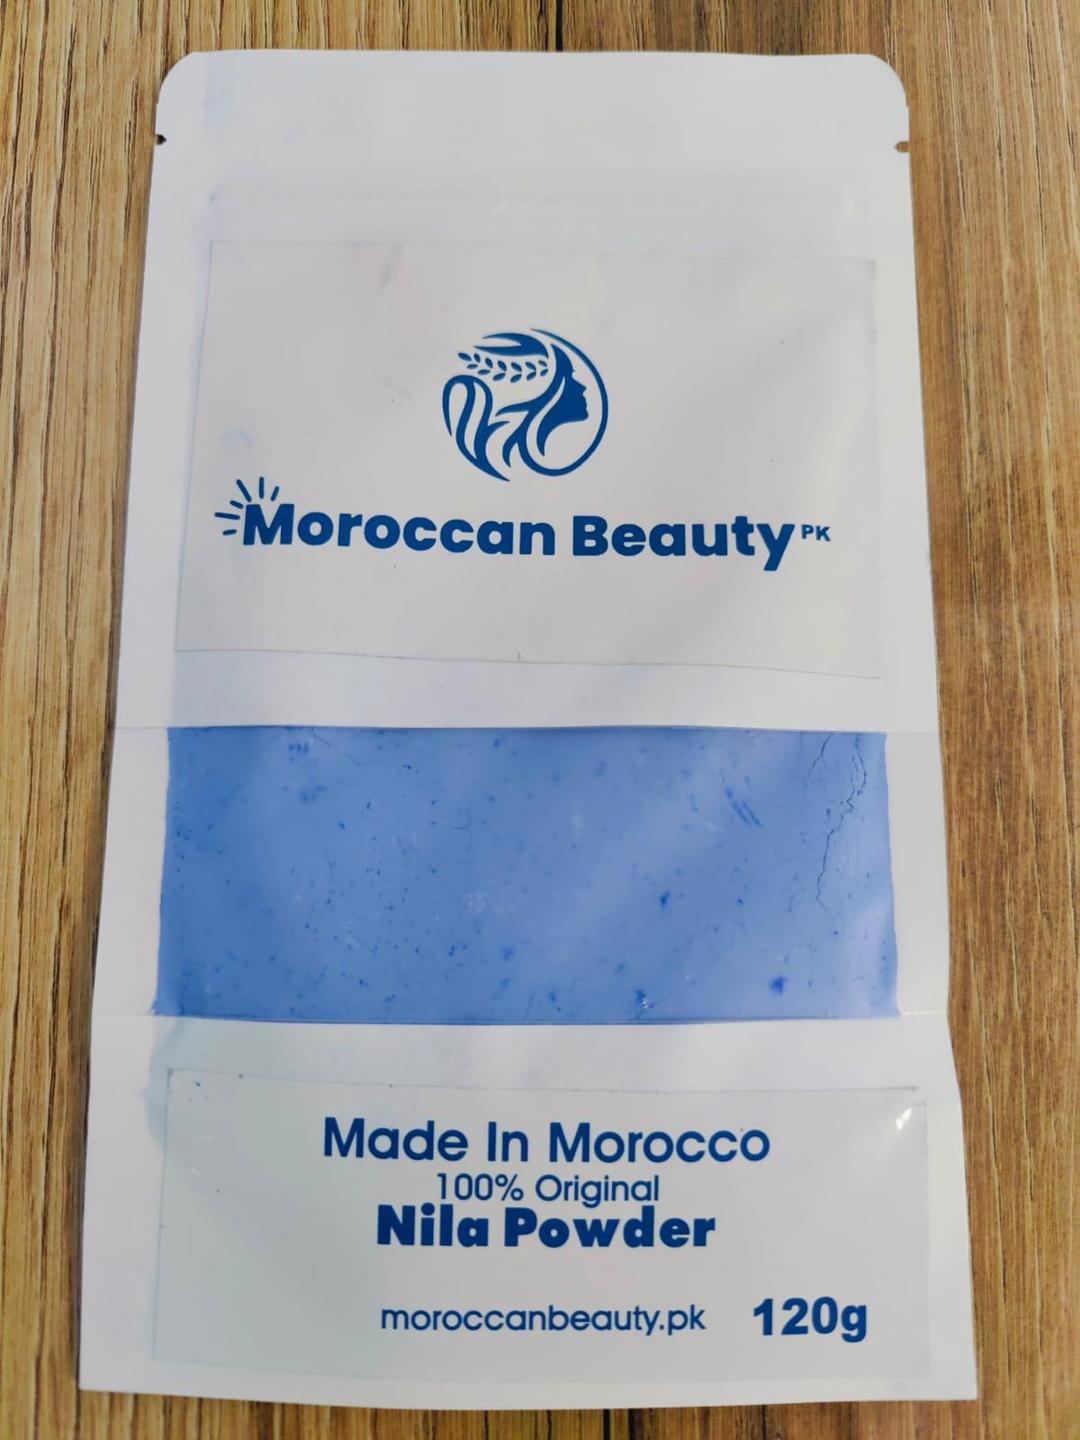 Moroccan Beauty PK
Made In Morocco
100% Original
Nila Powder
moroccanbeauty.pk 120g